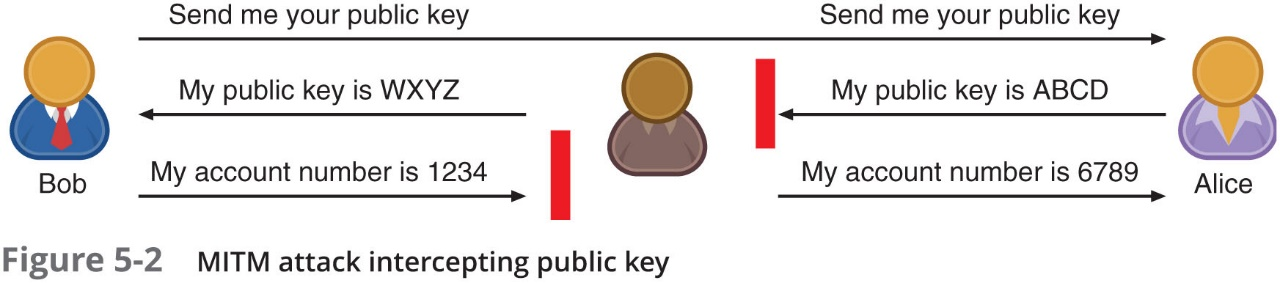 Send me your public key
Send me your public key
My public key is WXYZ
My public key is ABCD
My account number is 1234
My account number is 6789
Bob
Alice
Figure 5-2 MITM attack intercepting public key